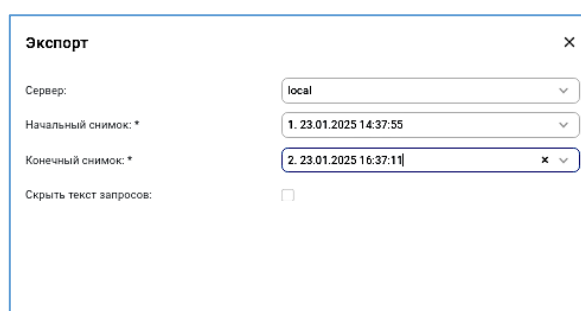 Экспорт
Сервер: local
Начальный снимок: * 1. 23.01.2025 14:37:55
Конечный снимок: * 2. 23.01.2025 16:37:11
Скрыть текст запросов: